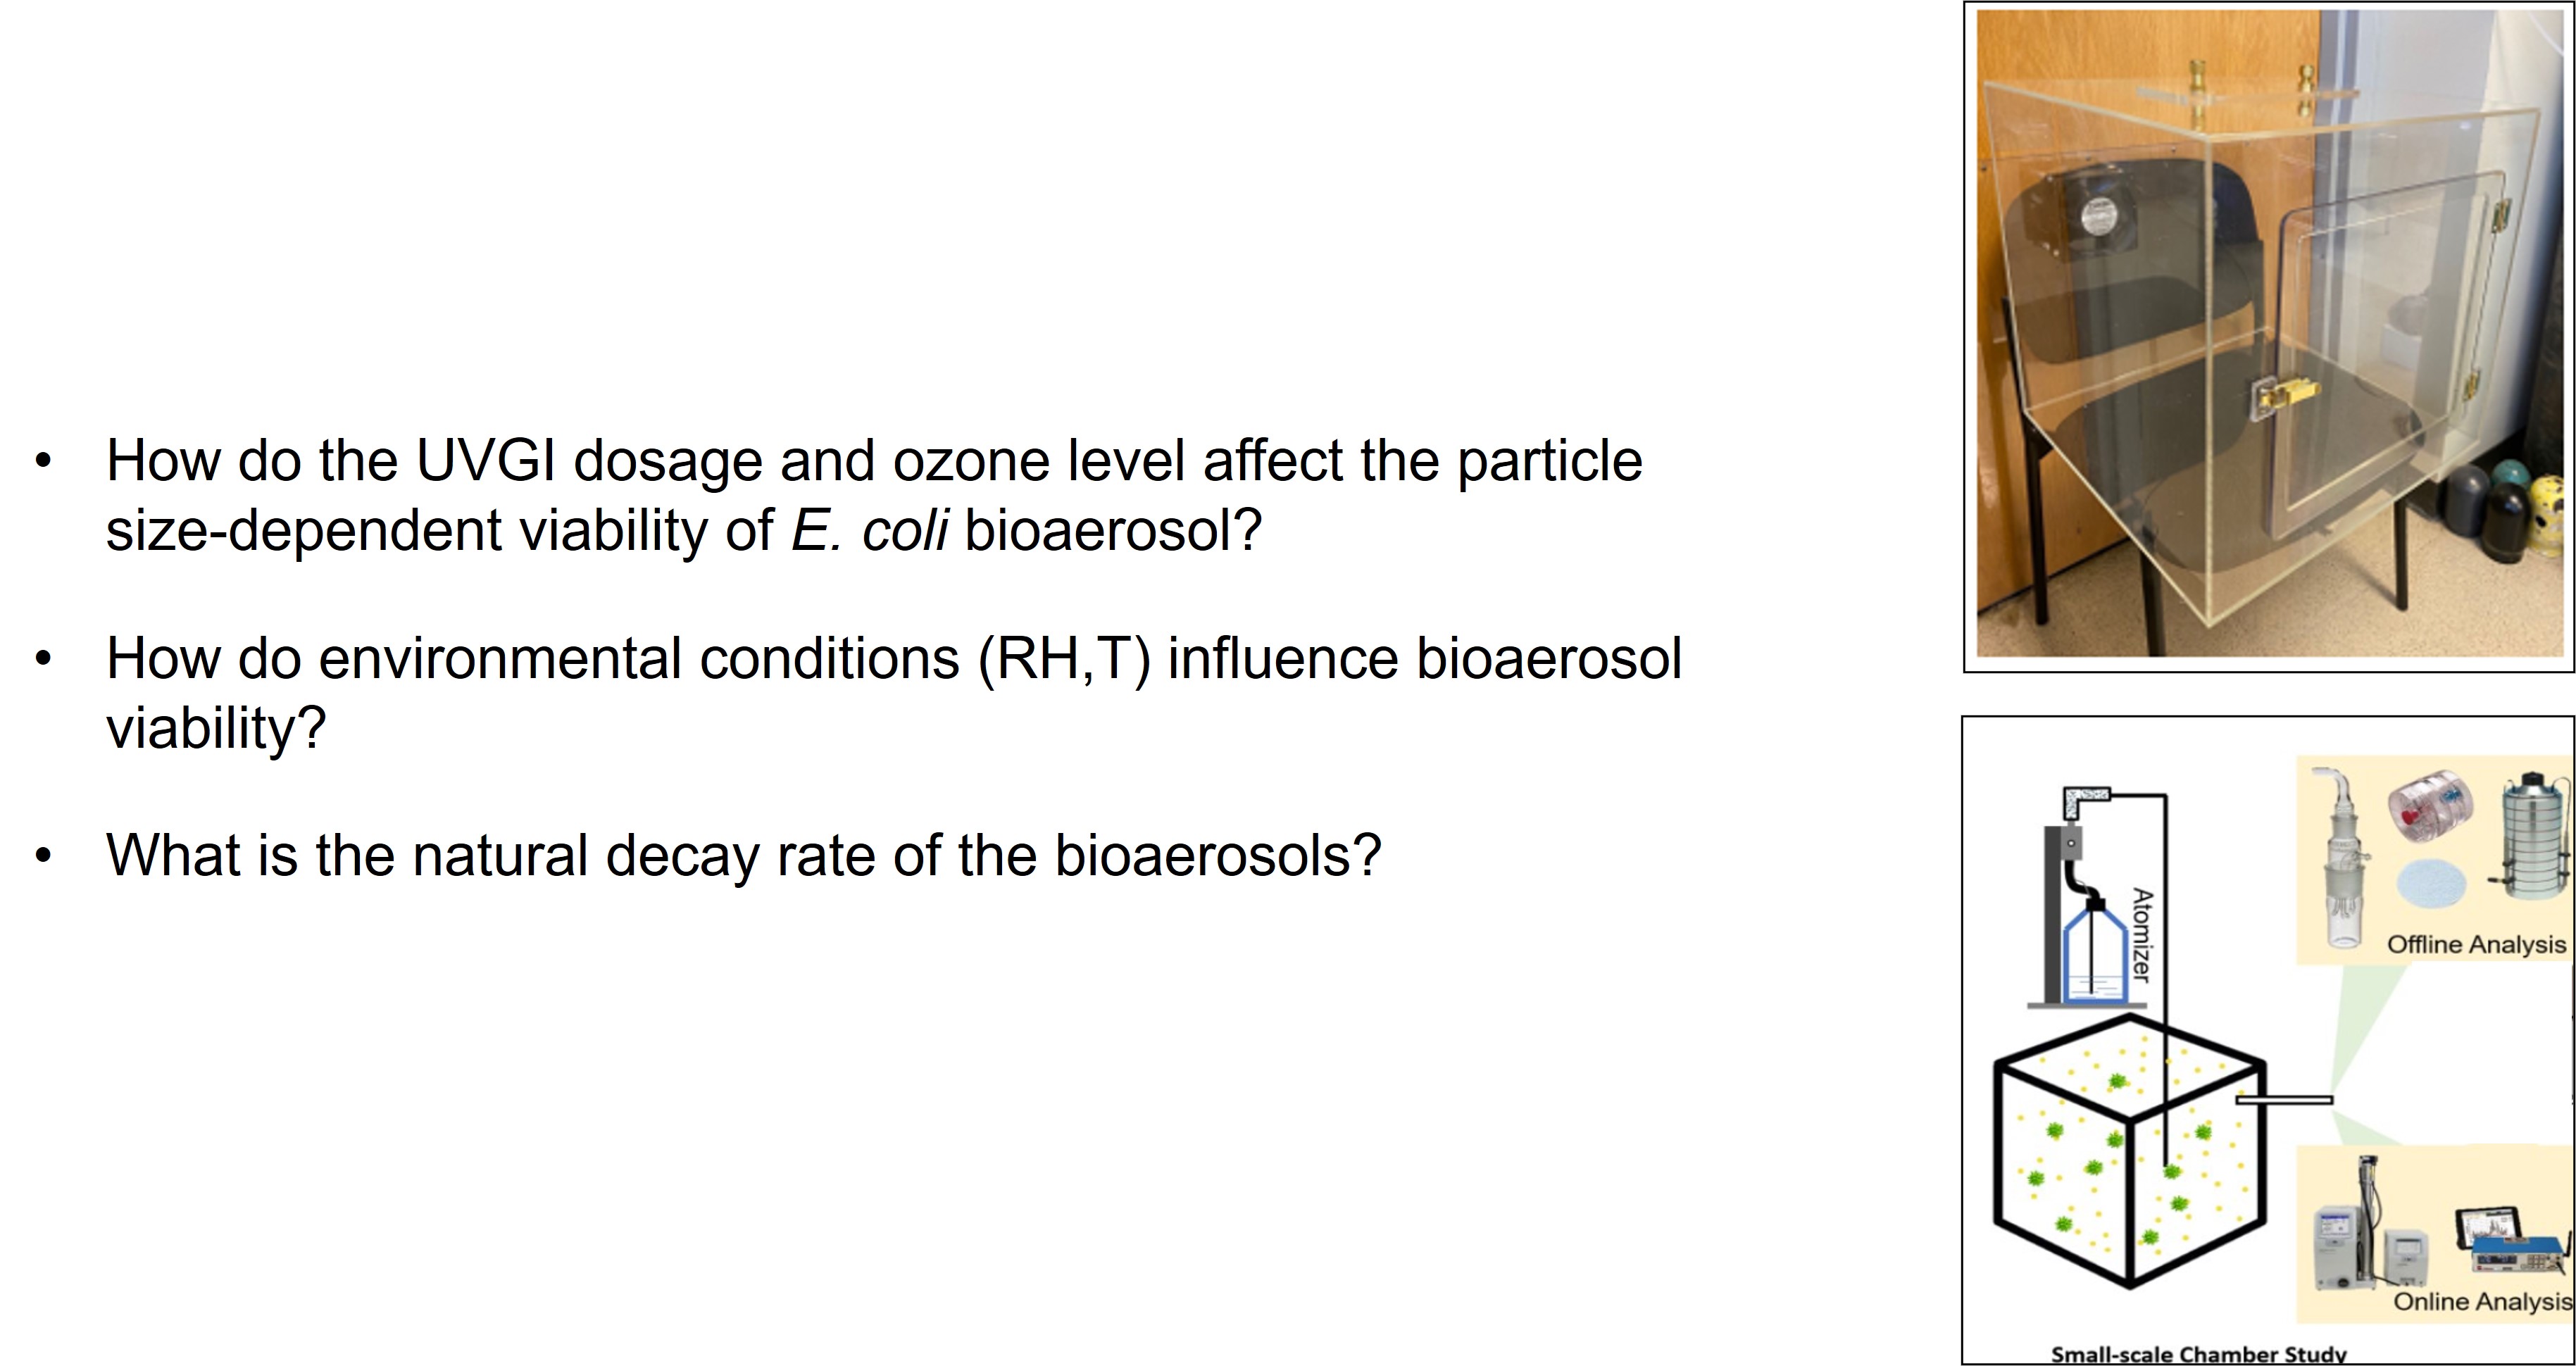 • How do the UVGI dosage and ozone level affect the particle
size-dependent viability of E. coli bioaerosol?
• How do environmental conditions (RH,T) influence bioaerosol
viability?
• What is the natural decay rate of the bioaerosols?
Atomizer
Offline Analysis
Online Analysis
Small-scale Chamber Study